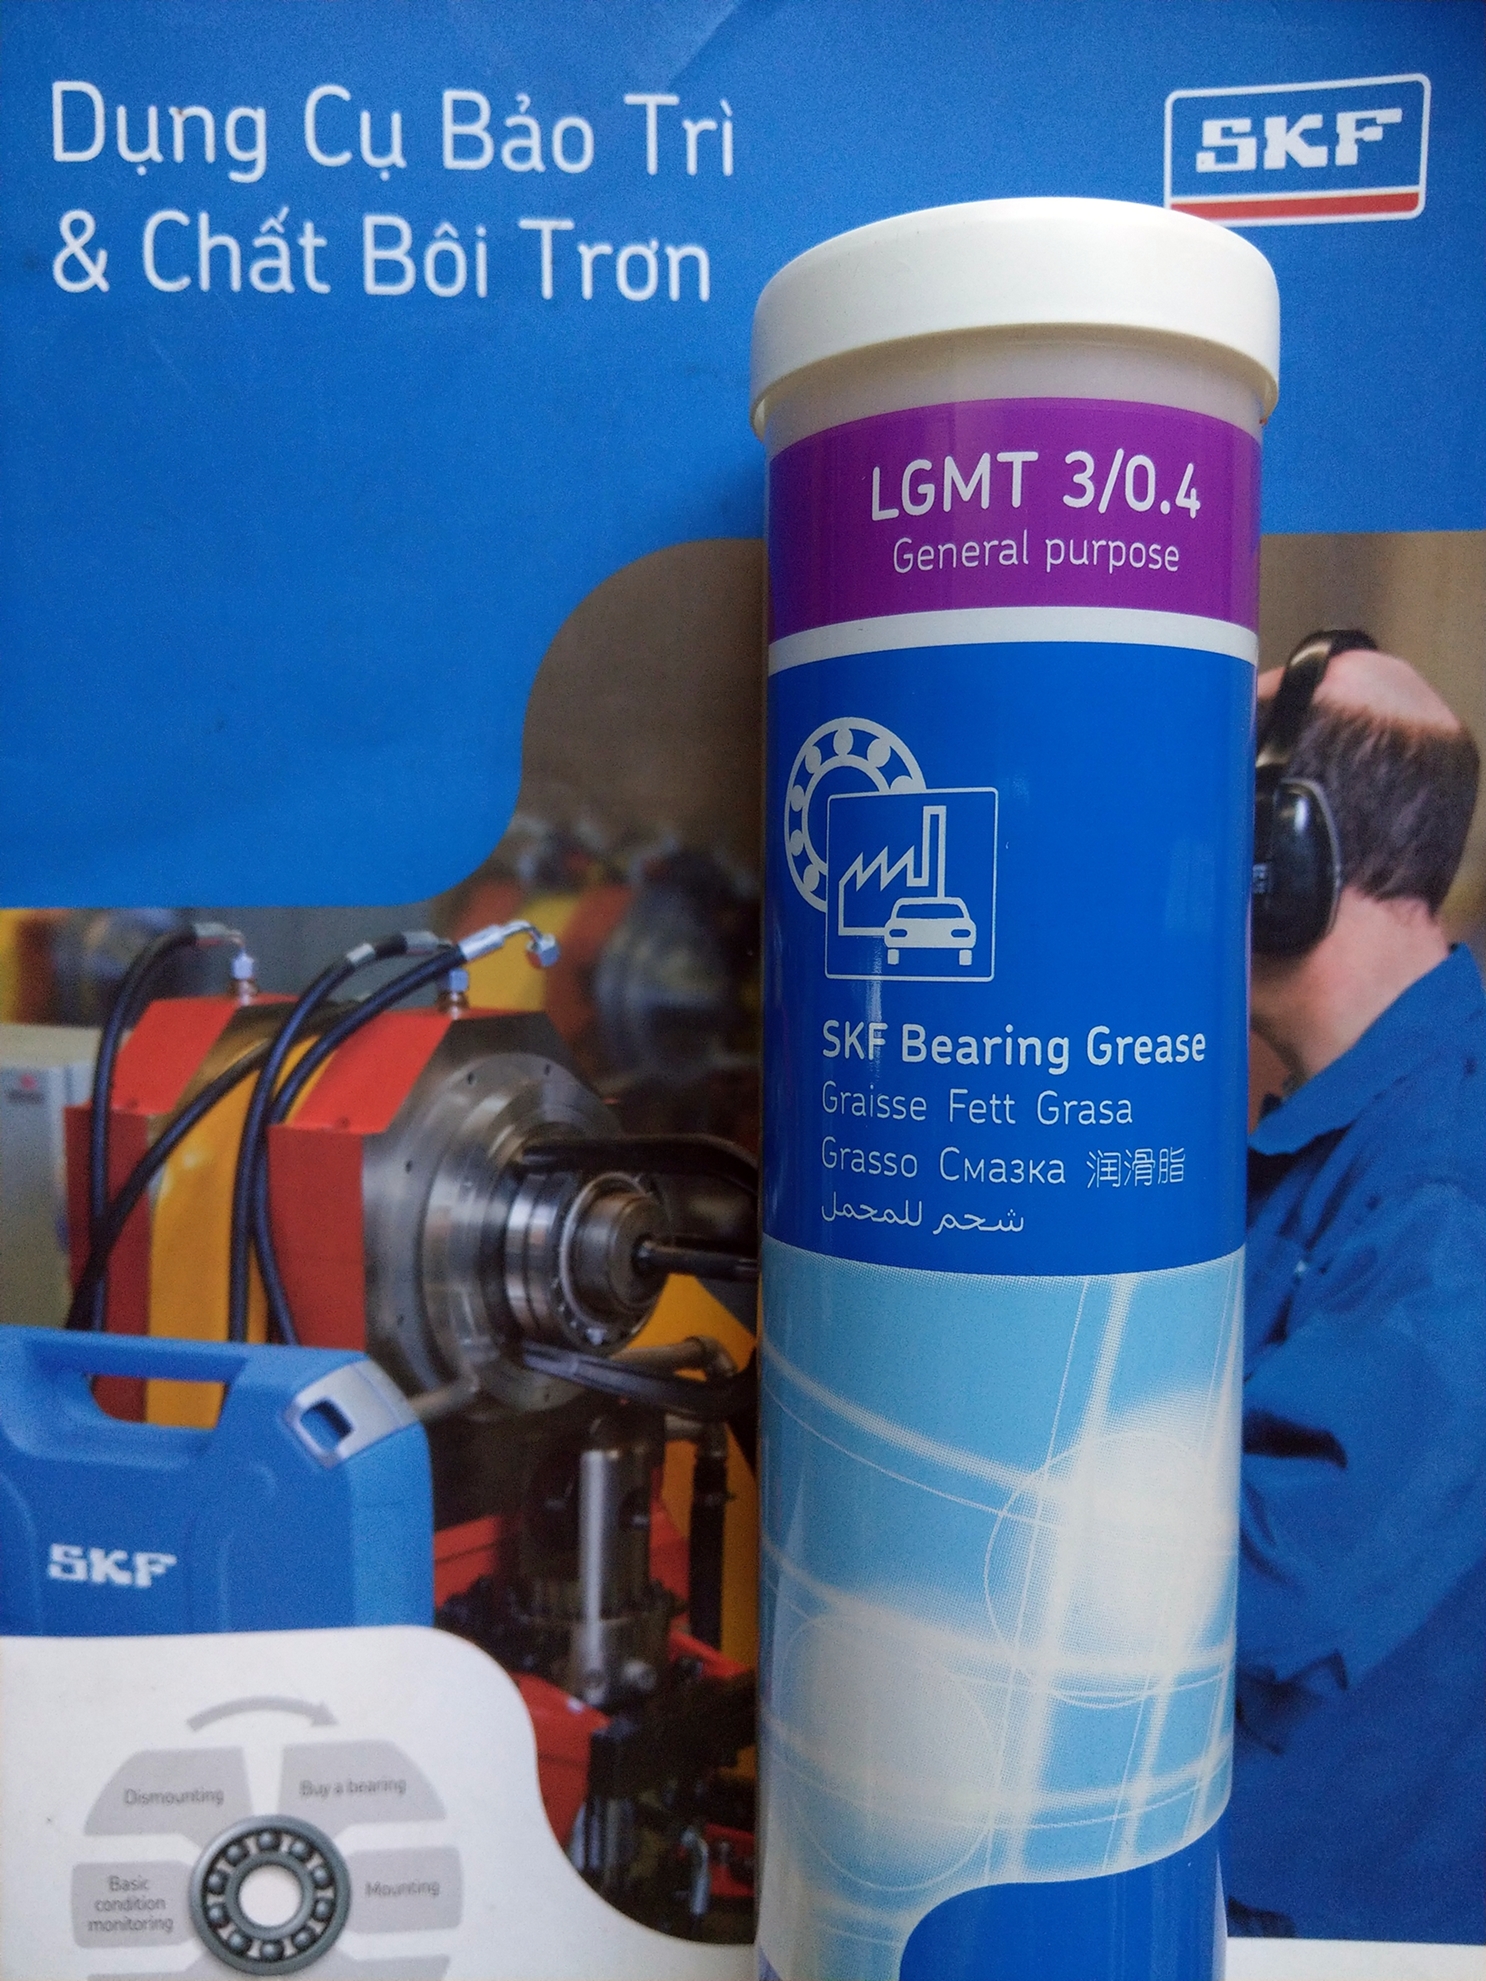 Dụng Cụ Bảo Trì
& Chất Bôi Trơn
SKF
LGMT 3/0.4
General purpose
SKF Bearing Grease
Graisse Fett Grasa
Grasso Смазка 润滑脂
شحم للمحمل
SKF
Dismounting
Buy a bearing
Basic
condition
monitoring
Mounting